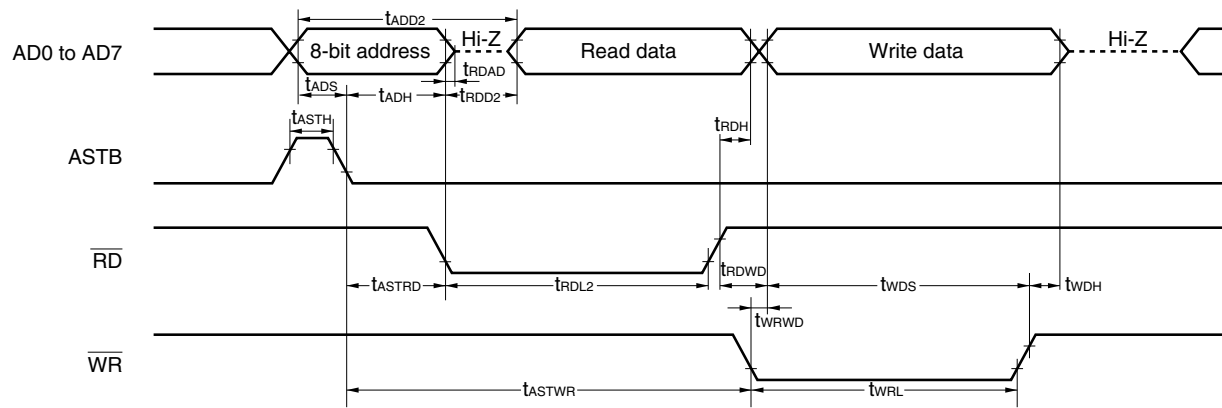 tADD2
AD0 to AD7 8-bit address Hi-Z Read data Write data Hi-Z
tRDAD
tADS tADH tRDD2
tASTH tRDH
ASTB
RD
tASTRD tRDL2 tRDWD tWDS tWDH
tWRWD
WR
tASTWR tWRL